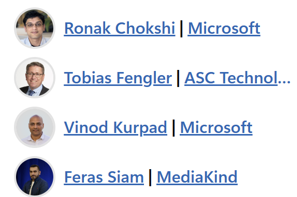 Ronak Chokshi | Microsoft
Tobias Fengler | ASC Technol...
Vinod Kurpad | Microsoft
Feras Siam | MediaKind